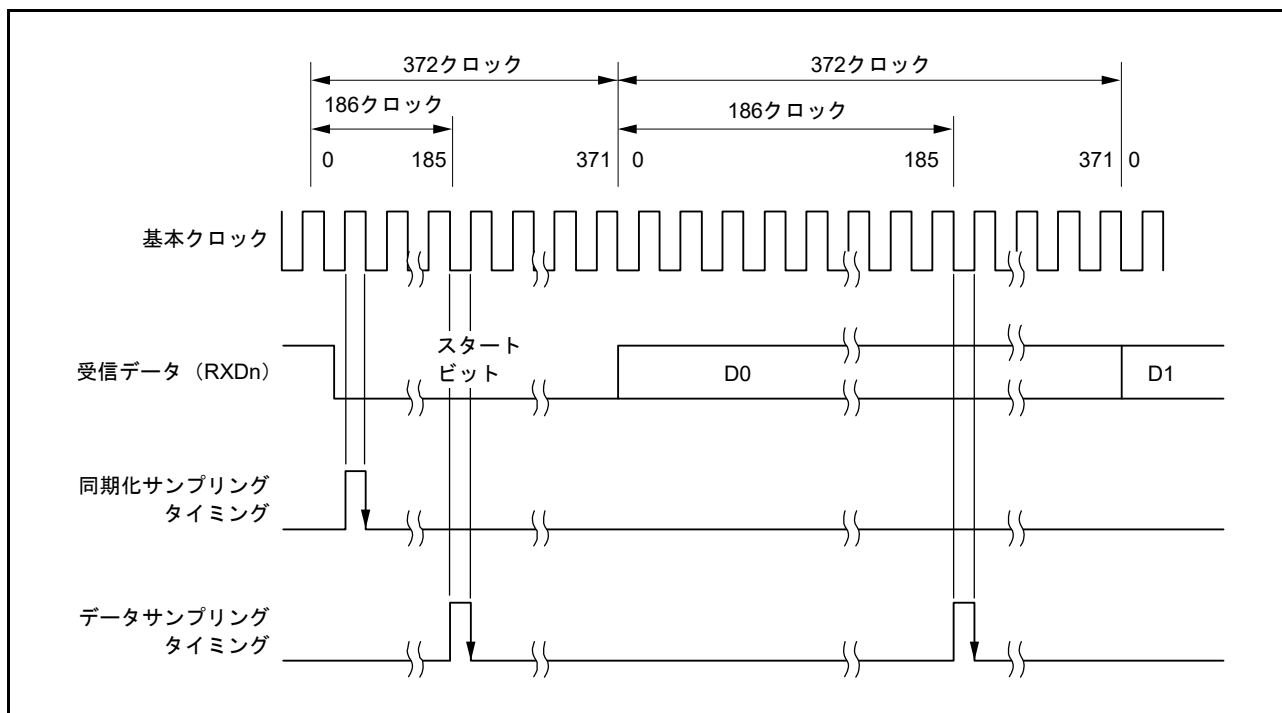 372クロック 372クロック
186クロック 186クロック
0 185 371 0 185 371 0
基本クロック
受信データ（RXDn）
スタート
ビット
D0 D1
同期化サンプリング
タイミング
データサンプリング
タイミング